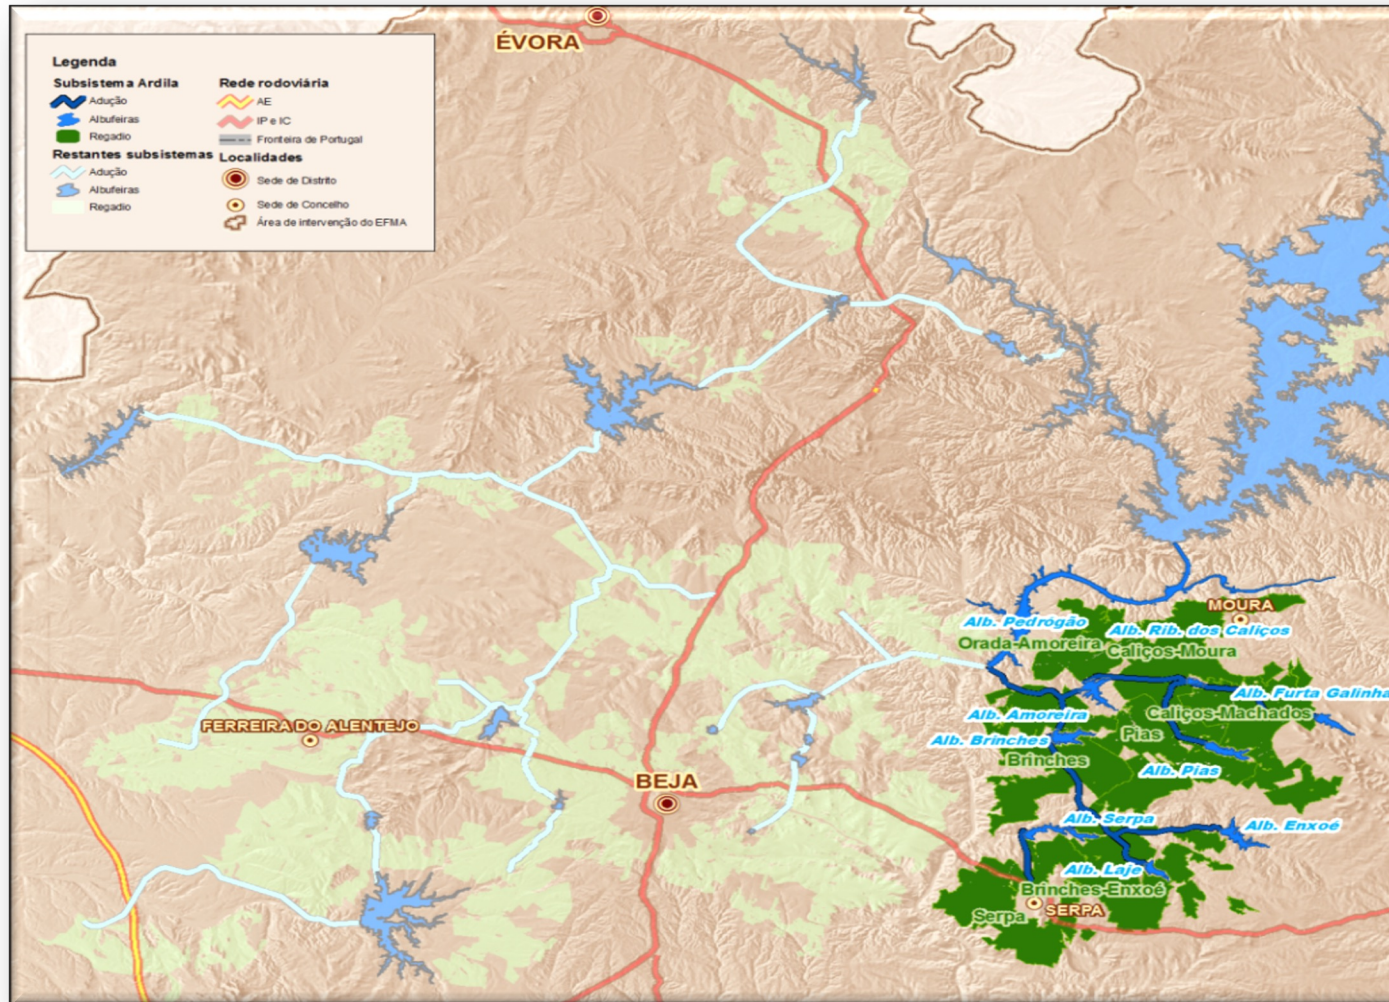 ÉVORA
Legenda
Subsistema Ardila
Adução
Albufeiras
Regadio
Restantes subsistemas
Adução
Albufeiras
Regadio
Rede rodoviária
AE
IP e IC
Fronteira de Portugal
Localidades
Sede de Distrito
Sede de Concelho
Área de intervenção do EFMA
MOURA
Alb. Pedrógão
Alb. Rib. dos Caliços
Orada-Amoreira
Caliços-Moura
Alb. Furta Galinha
Alb. Amoreira
Caliços-Machados
FERREIRA DO ALENTEJO
Alb. Brinches
Pias
Brinches
Alb. Pias
BEJA
Alb. Serpa
Alb. Enxoé
Alb. Laje
Brinches-Enxoé
Serpa
SERPA